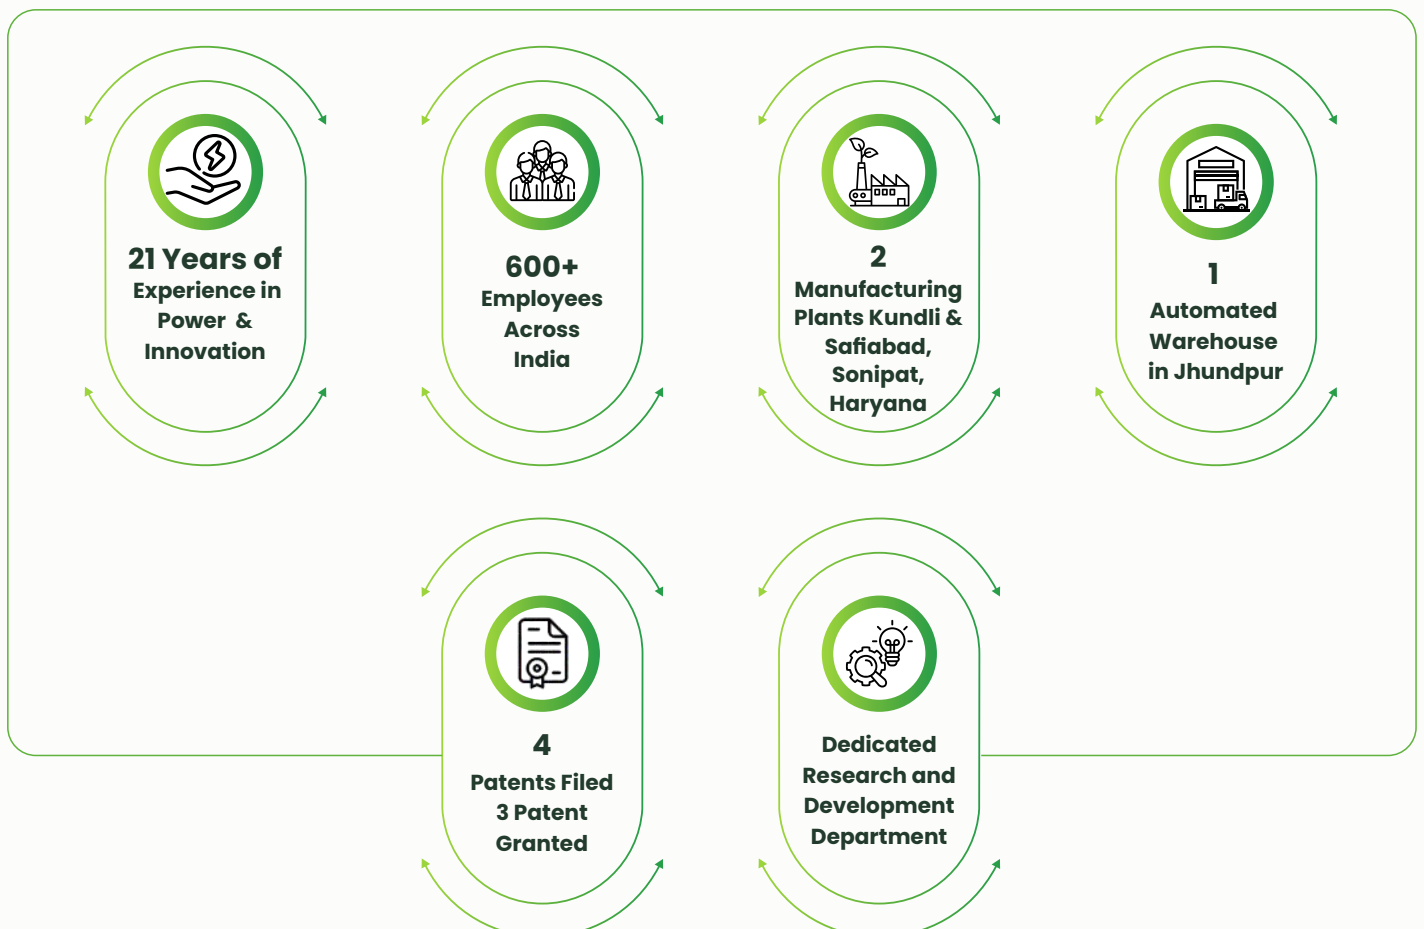 21 Years of
Experience in
Power &
Innovation
600+
Employees
Across
India
2
Manufacturing
Plants Kundli &
Safiabad,
Sonipat,
Haryana
1
Automated
Warehouse
in Jhundpur
4
Patents Filed
3 Patent
Granted
Dedicated
Research and
Development
Department